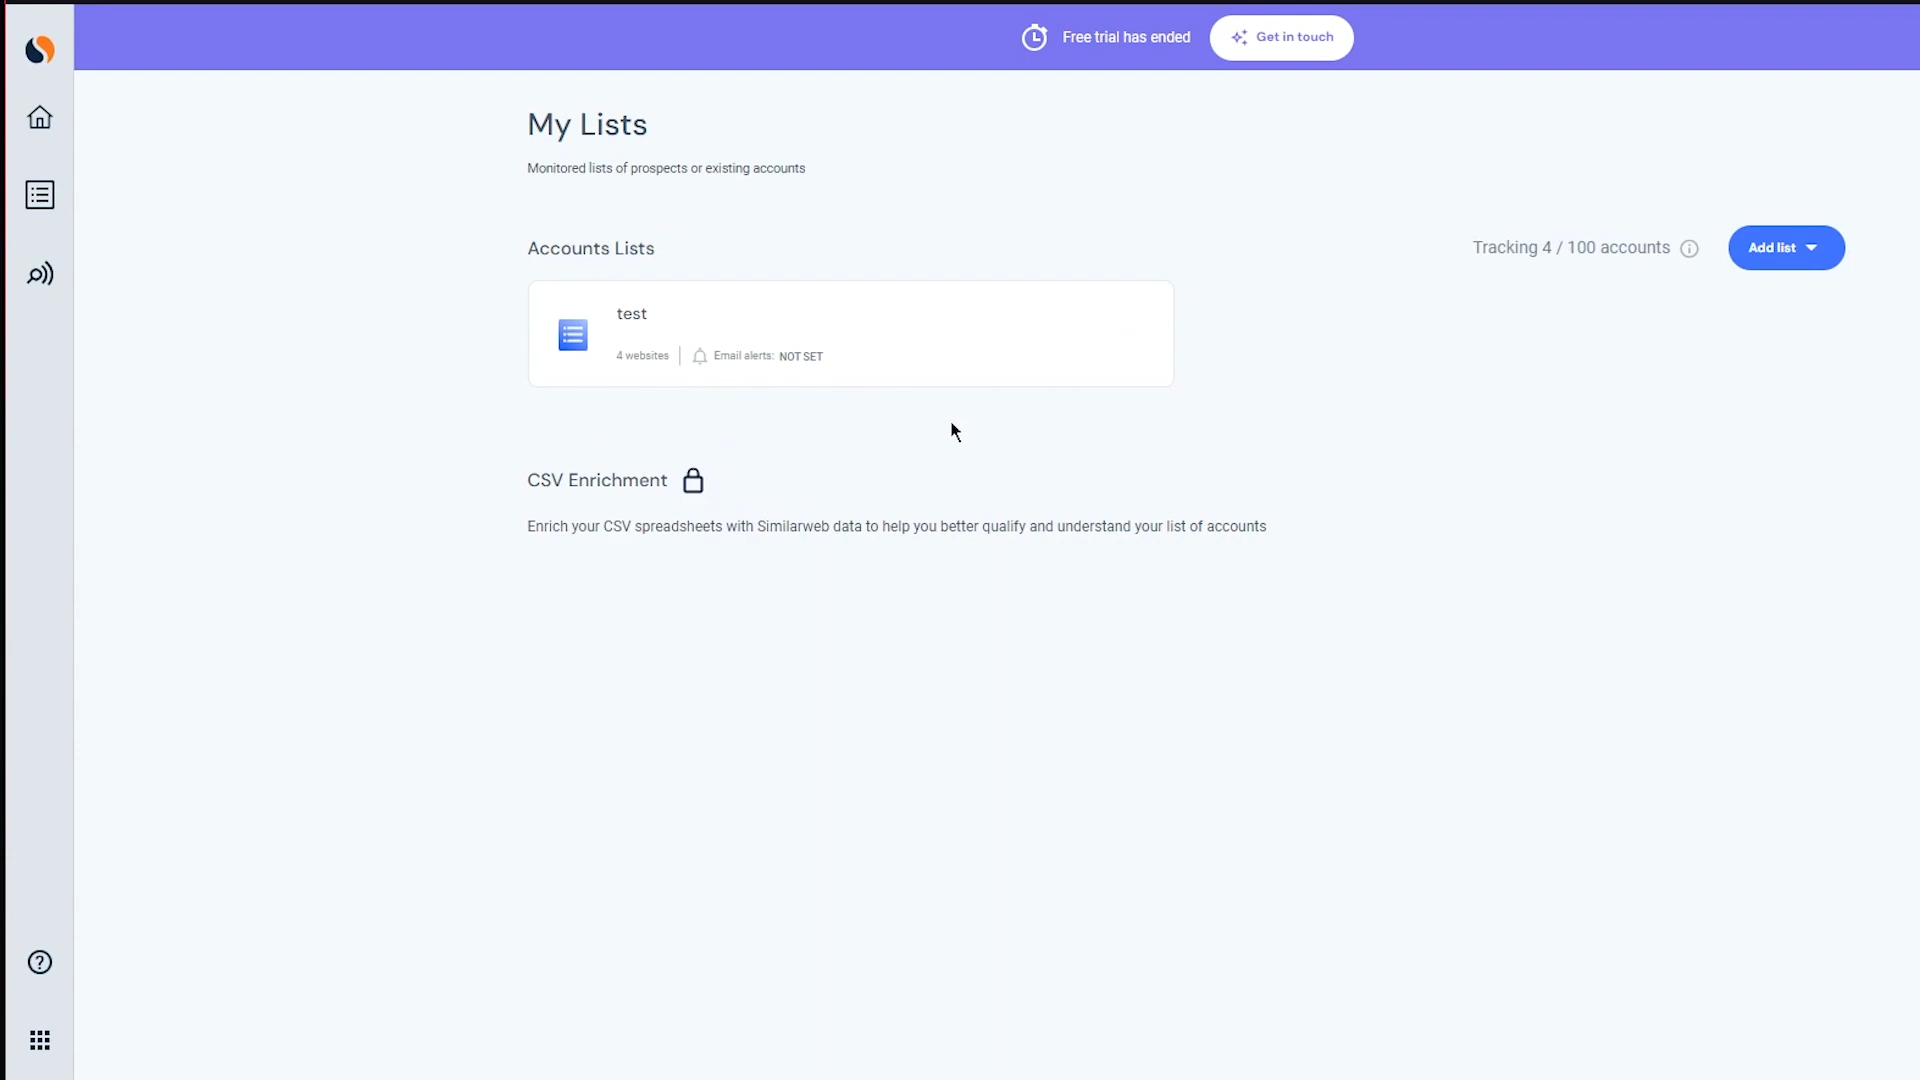 Free trial has ended
Get in touch
My Lists
Monitored lists of prospects or existing accounts
Accounts Lists
Tracking 4 / 100 accounts
Add list
test
4 websites
Email alerts: NOT SET
CSV Enrichment
Enrich your CSV spreadsheets with Similarweb data to help you better qualify and understand your list of accounts